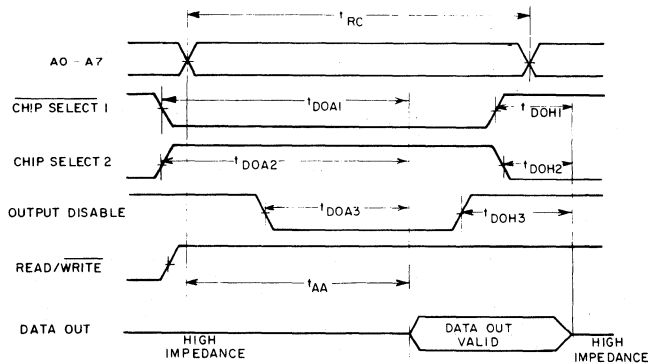 tRC
A0 - A7
CHIP SELECT 1
tDOA1
tDOH1
CHIP SELECT 2
tDOA2
tDOH2
OUTPUT DISABLE
tDOA3
tDOH3
READ/WRITE
tAA
DATA OUT
HIGH IMPEDANCE
DATA OUT VALID
HIGH IMPEDANCE